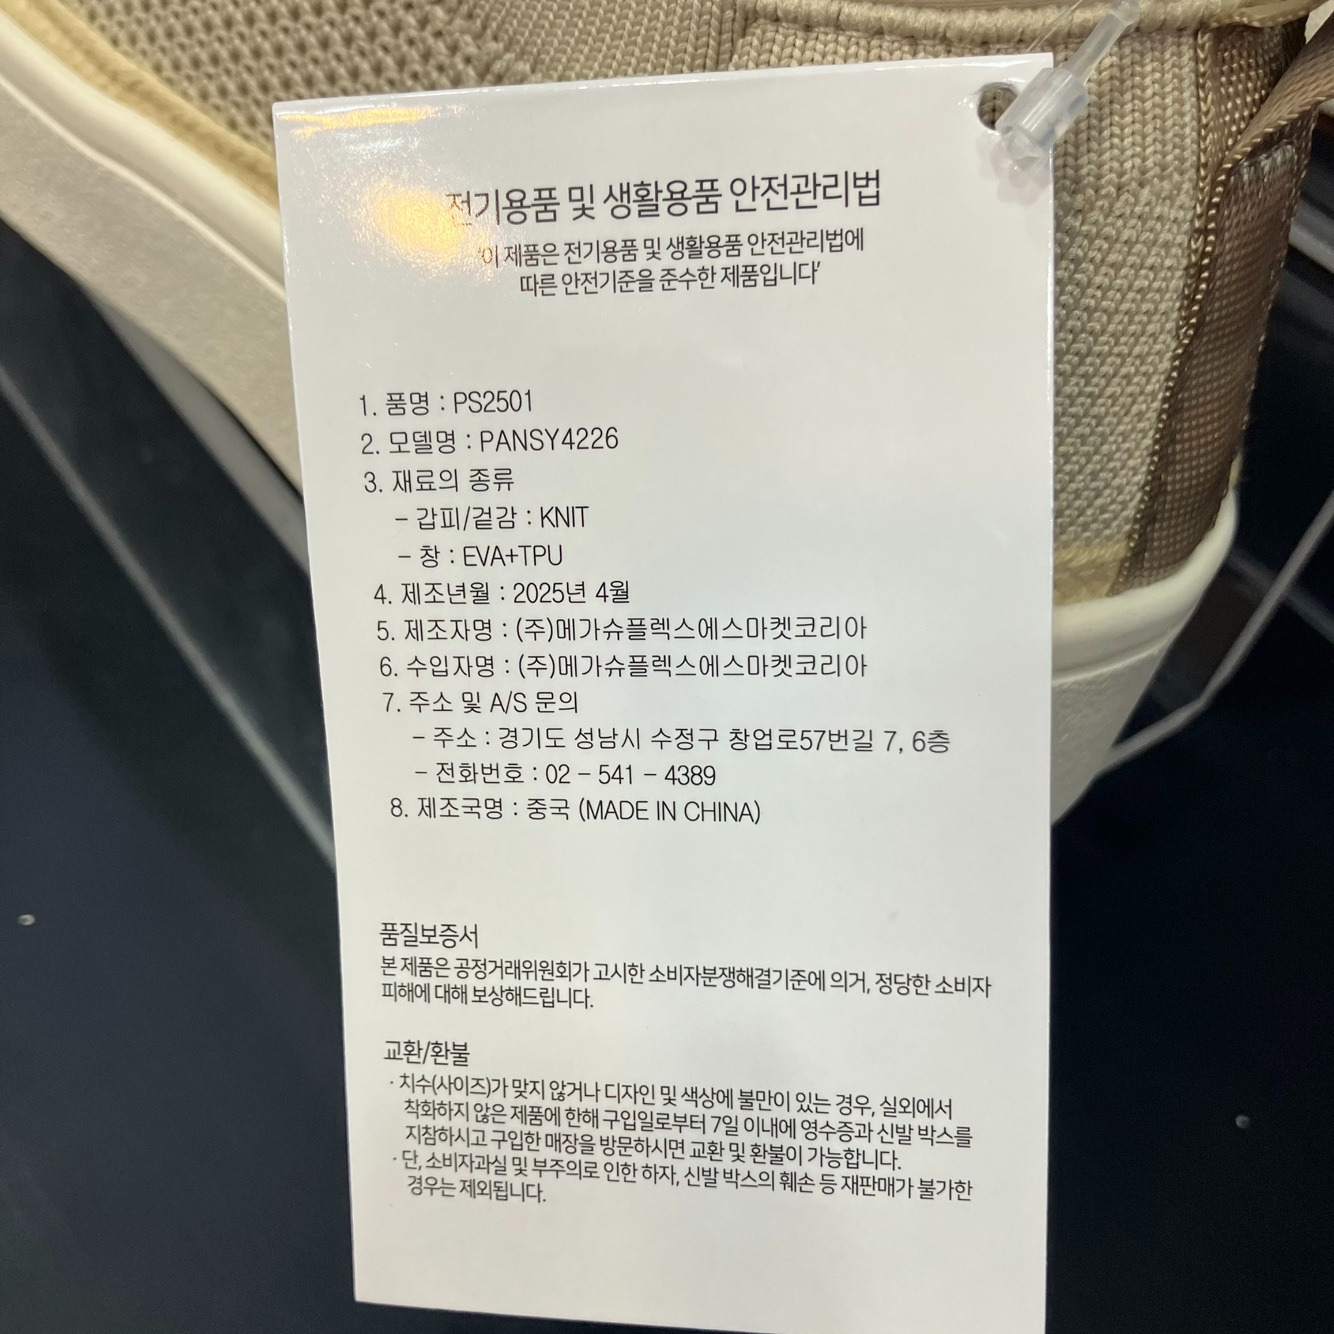 전기용품 및 생활용품 안전관리법
'이 제품은 전기용품 및 생활용품 안전관리법에
따른 안전기준을 준수한 제품입니다'
1. 품명 : PS2501
2. 모델명 : PANSY4226
3. 재료의 종류
- 갑피/겉감 : KNIT
- 창 : EVA+TPU
4. 제조년월 : 2025년 4월
5. 제조자명 : (주)메가슈플렉스에스마켓코리아
6. 수입자명 : (주)메가슈플렉스에스마켓코리아
7. 주소 및 A/S 문의
- 주소 : 경기도 성남시 수정구 창업로57번길 7, 6층
- 전화번호 : 02 - 541 - 4389
8. 제조국명 : 중국 (MADE IN CHINA)
품질보증서
본 제품은 공정거래위원회가 고시한 소비자분쟁해결기준에 의거, 정당한 소비자
피해에 대해 보상해드립니다.
교환/환불
· 치수(사이즈)가 맞지 않거나 디자인 및 색상에 불만이 있는 경우, 실외에서
착화하지 않은 제품에 한해 구입일로부터 7일 이내에 영수증과 신발 박스를
지참하시고 구입한 매장을 방문하시면 교환 및 환불이 가능합니다.
· 단, 소비자과실 및 부주의로 인한 하자, 신발 박스의 훼손 등 재판매가 불가한
경우는 제외됩니다.